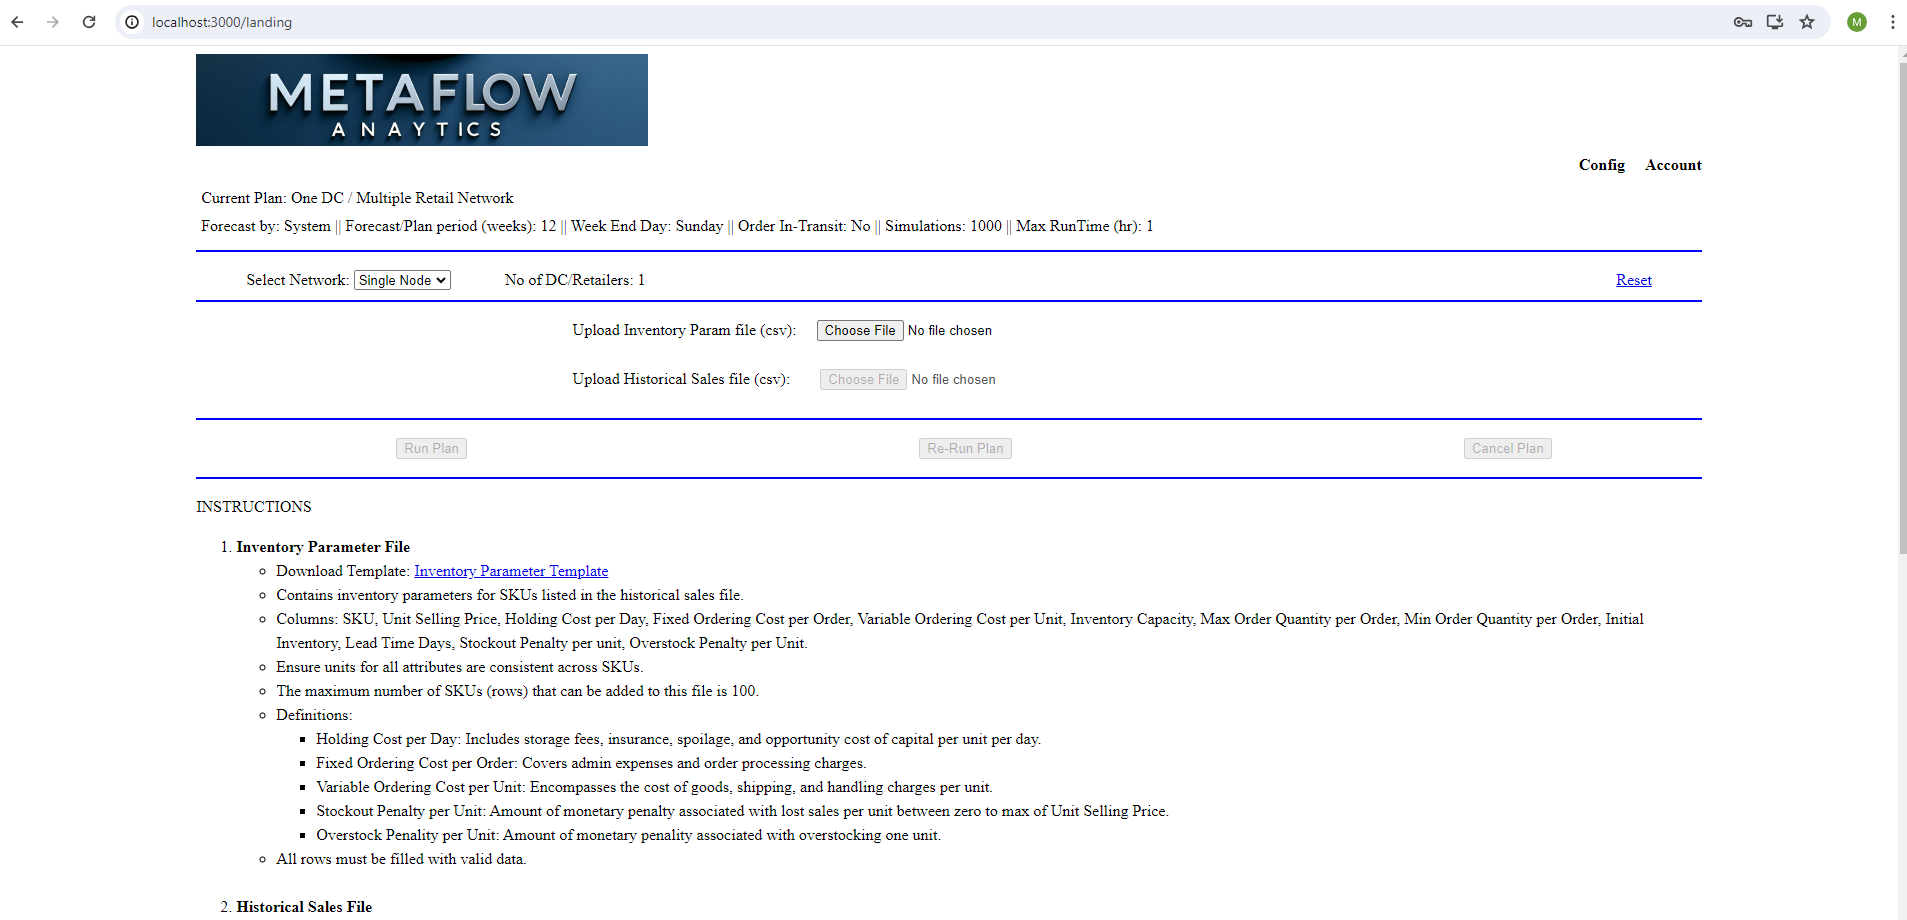 localhost:3000/landing
M
METAFLOW
ANAYTICS
Config Account
Current Plan: One DC / Multiple Retail Network
Forecast by: System || Forecast/Plan period (weeks): 12 || Week End Day: Sunday || Order In-Transit: No || Simulations: 1000 || Max RunTime (hr): 1
Select Network: Single Node No of DC/Retailers: 1 Reset
Upload Inventory Param file (csv): Choose File No file chosen
Upload Historical Sales file (csv): Choose File No file chosen
Run Plan Re-Run Plan Cancel Plan
INSTRUCTIONS
1. Inventory Parameter File
Download Template: Inventory Parameter Template
Contains inventory parameters for SKUs listed in the historical sales file.
Columns: SKU, Unit Selling Price, Holding Cost per Day, Fixed Ordering Cost per Order, Variable Ordering Cost per Unit, Inventory Capacity, Max Order Quantity per Order, Min Order Quantity per Order, Initial
Inventory, Lead Time Days, Stockout Penalty per unit, Overstock Penalty per Unit.
Ensure units for all attributes are consistent across SKUs.
The maximum number of SKUs (rows) that can be added to this file is 100.
Definitions:
Holding Cost per Day: Includes storage fees, insurance, spoilage, and opportunity cost of capital per unit per day.
Fixed Ordering Cost per Order: Covers admin expenses and order processing charges.
Variable Ordering Cost per Unit: Encompasses the cost of goods, shipping, and handling charges per unit.
Stockout Penalty per Unit: Amount of monetary penalty associated with lost sales per unit between zero to max of Unit Selling Price.
Overstock Penality per Unit: Amount of monetary penality associated with overstocking one unit.
All rows must be filled with valid data.
2. Historical Sales File